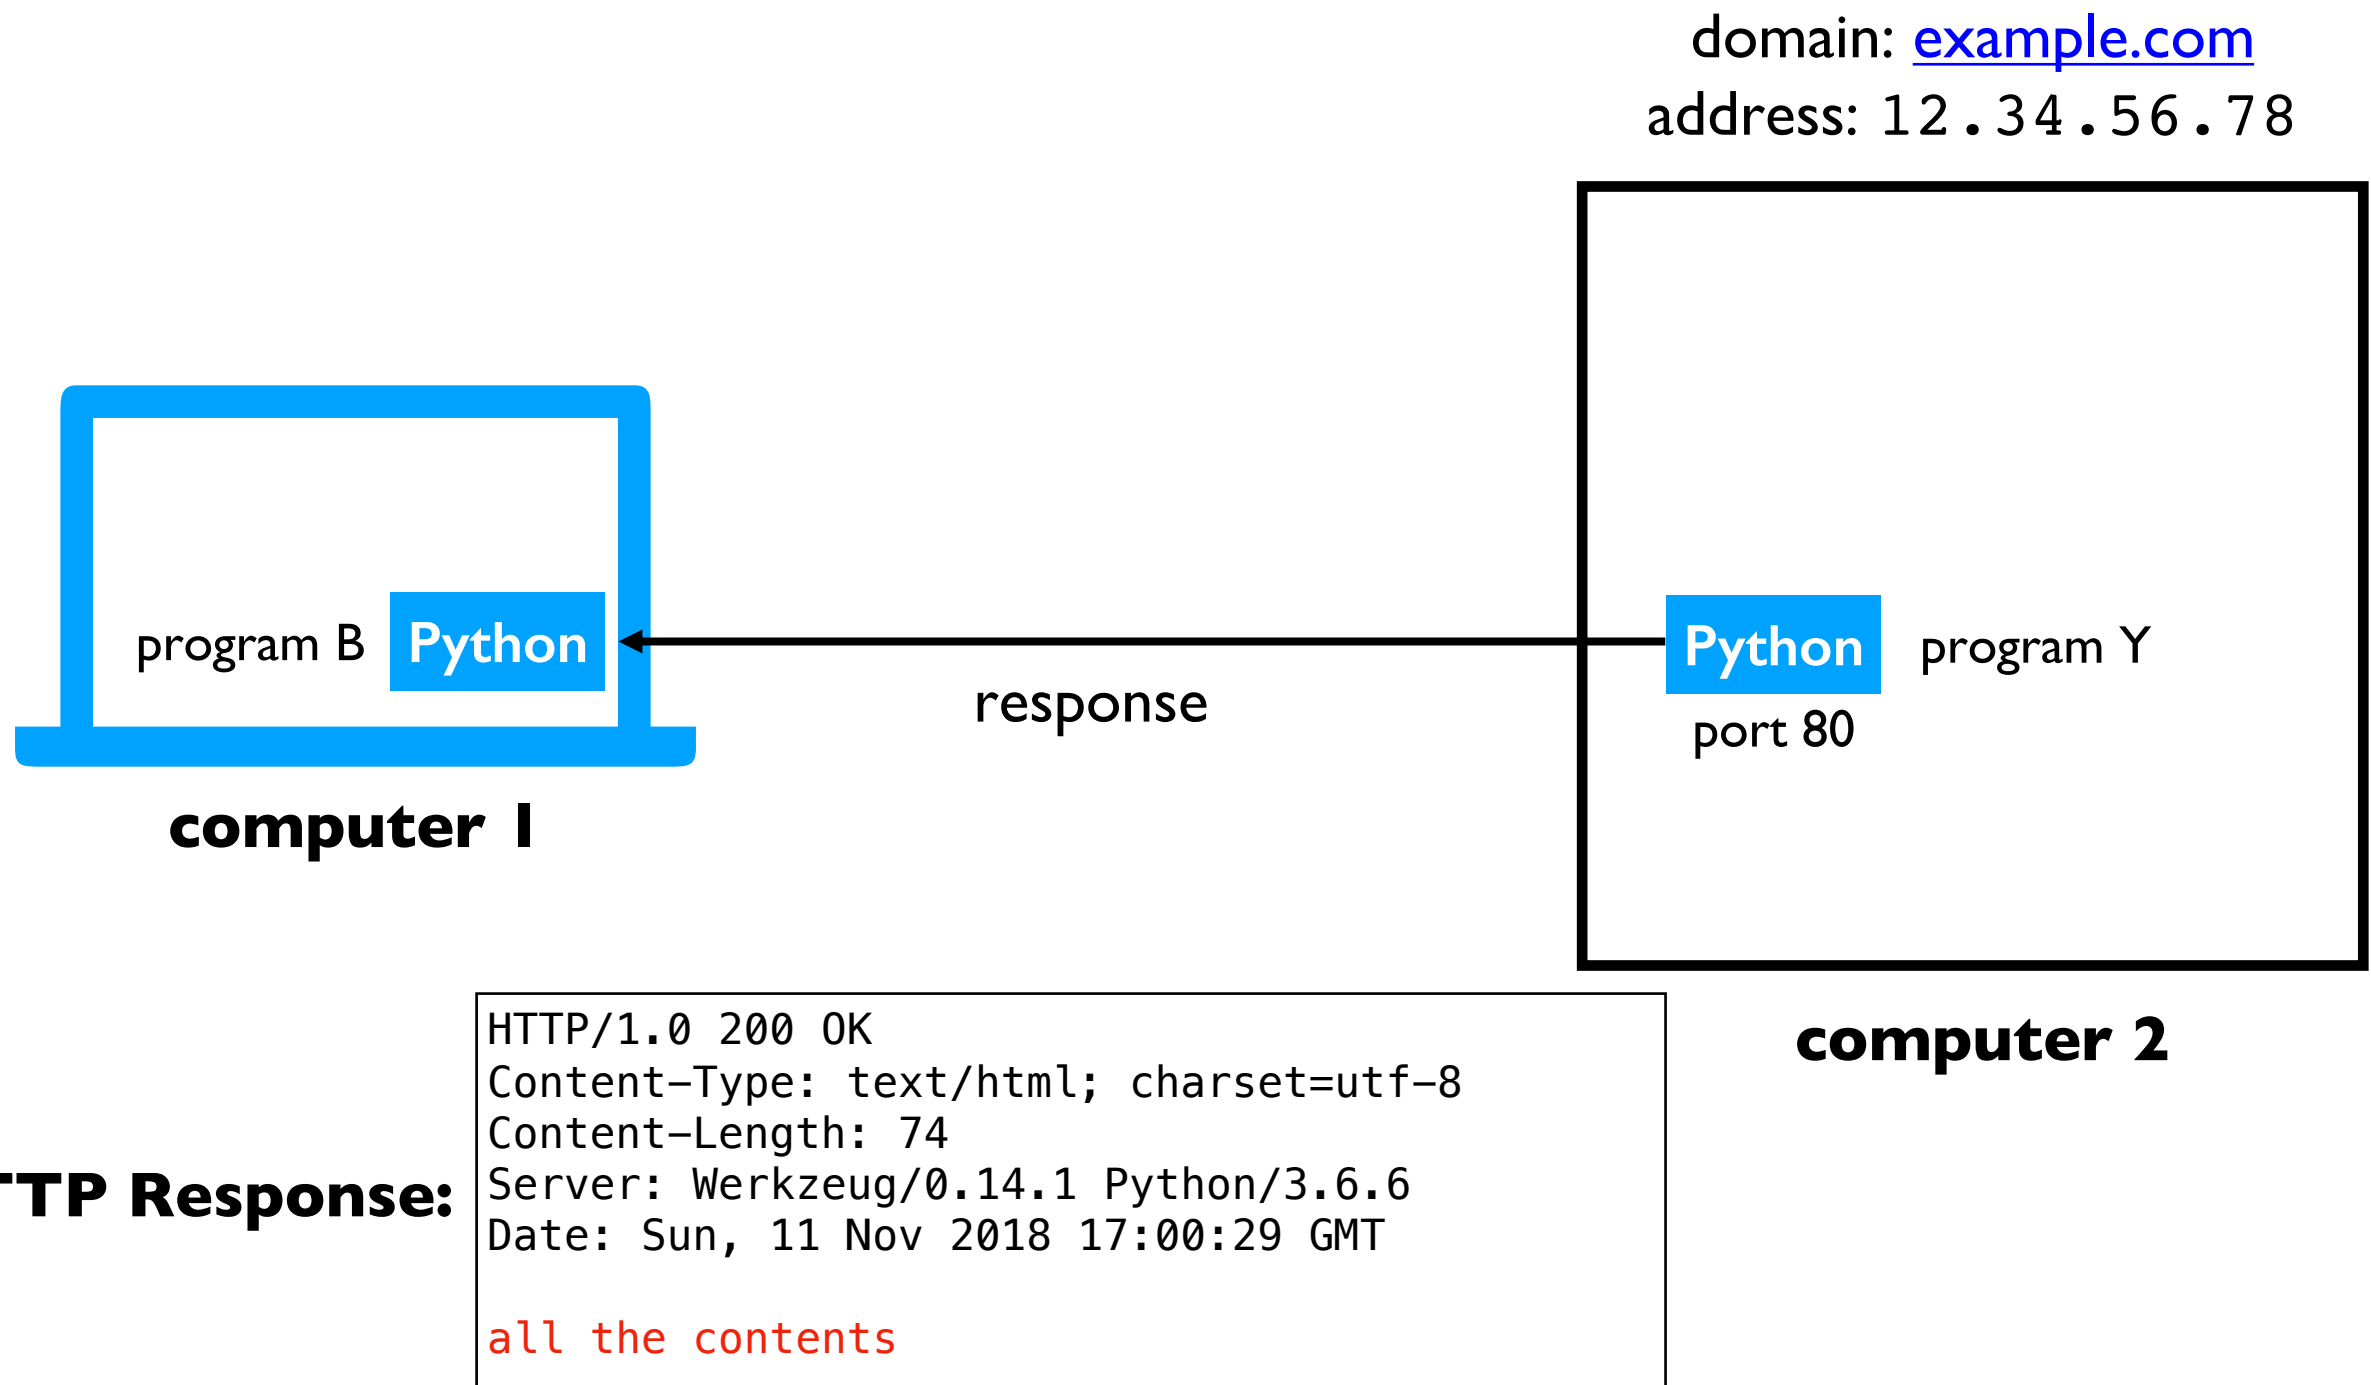 domain: example.com
address: 12.34.56.78
program B
Python
response
Python
program Y
port 80
computer 1
computer 2
TTP Response:
HTTP/1.0 200 OK
Content-Type: text/html; charset=utf-8
Content-Length: 74
Server: Werkzeug/0.14.1 Python/3.6.6
Date: Sun, 11 Nov 2018 17:00:29 GMT
all the contents